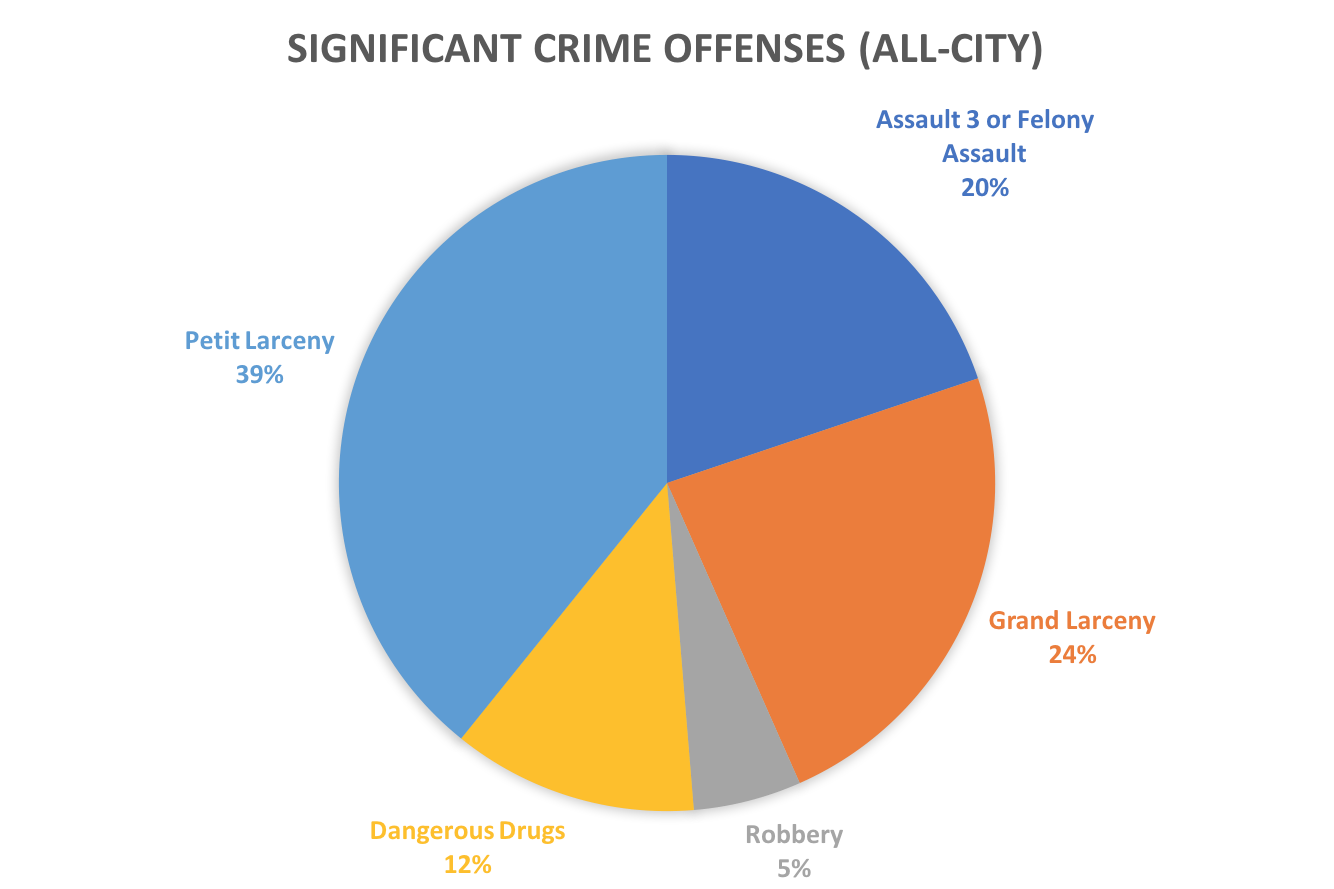 SIGNIFICANT CRIME OFFENSES (ALL-CITY)
Assault 3 or Felony
Assault
20%
Petit Larceny
39%
Grand Larceny
24%
Dangerous Drugs
12%
Robbery
5%